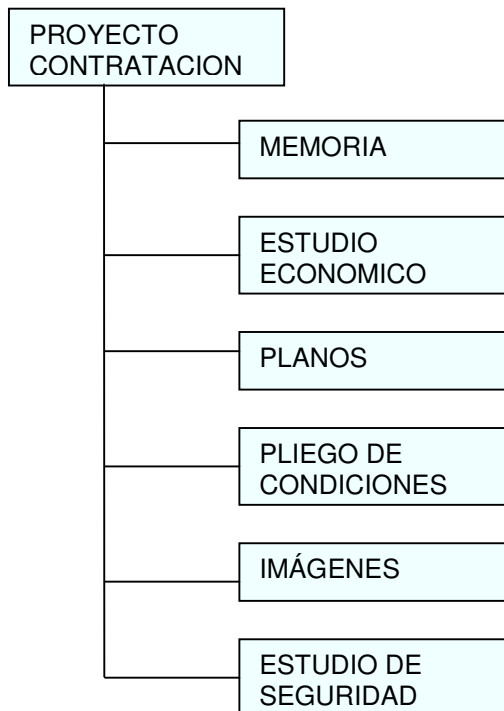 PROYECTO
CONTRATACION
MEMORIA
ESTUDIO
ECONOMICO
PLANOS
PLIEGO DE
CONDICIONES
IMÁGENES
ESTUDIO DE
SEGURIDAD